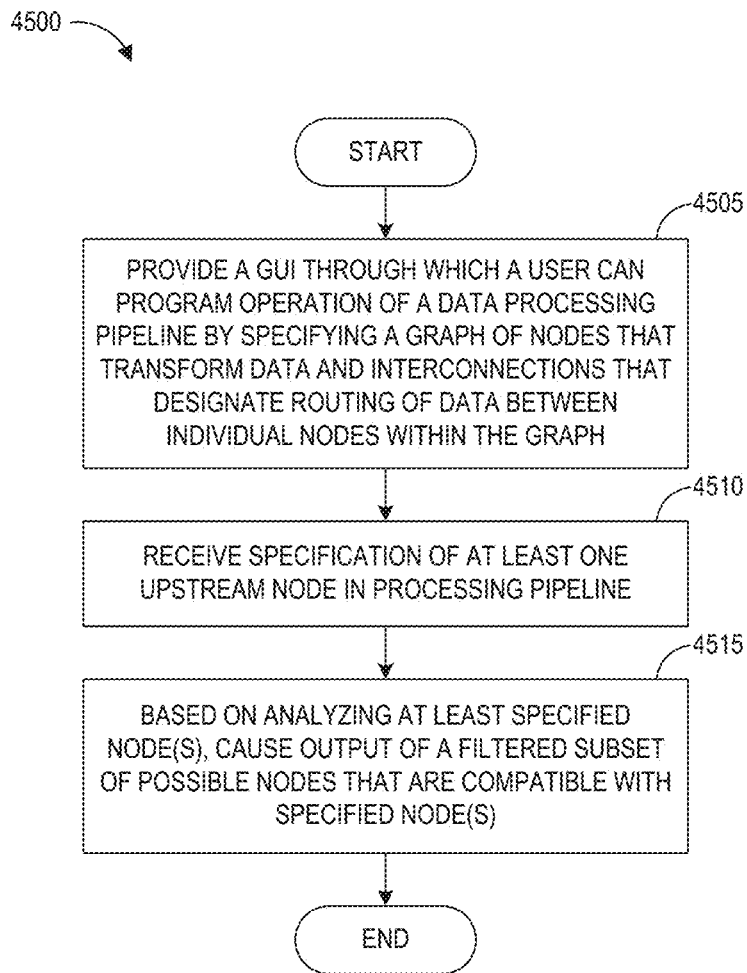 4500
START
4505
PROVIDE A GUI THROUGH WHICH A USER CAN
PROGRAM OPERATION OF A DATA PROCESSING
PIPELINE BY SPECIFYING A GRAPH OF NODES THAT
TRANSFORM DATA AND INTERCONNECTIONS THAT
DESIGNATE ROUTING OF DATA BETWEEN
INDIVIDUAL NODES WITHIN THE GRAPH
4510
RECEIVE SPECIFICATION OF AT LEAST ONE
UPSTREAM NODE IN PROCESSING PIPELINE
4515
BASED ON ANALYZING AT LEAST SPECIFIED
NODE(S), CAUSE OUTPUT OF A FILTERED SUBSET
OF POSSIBLE NODES THAT ARE COMPATIBLE WITH
SPECIFIED NODE(S)
END